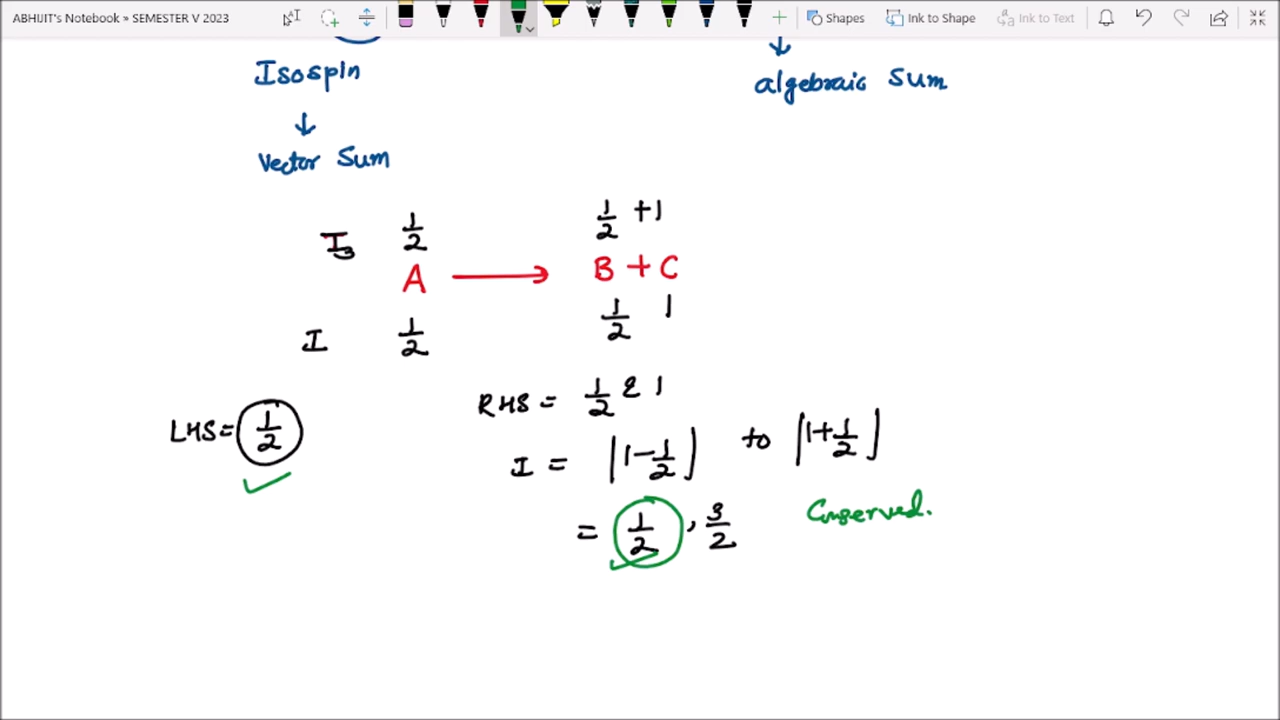 ABHIJIT's Notebook » SEMESTER V 2023
Shapes
Ink to Shape
Ink to Text
Isospin
algebraic Sum
↓
↓
Vector Sum
I₃ 1/2 1/2 +1
A → B + C
I 1/2 1/2 1
RHS = 1/2 & 1
LHS = 1/2
I = |1-1/2| to |1+1/2|
= 1/2, 3/2 Conserved.